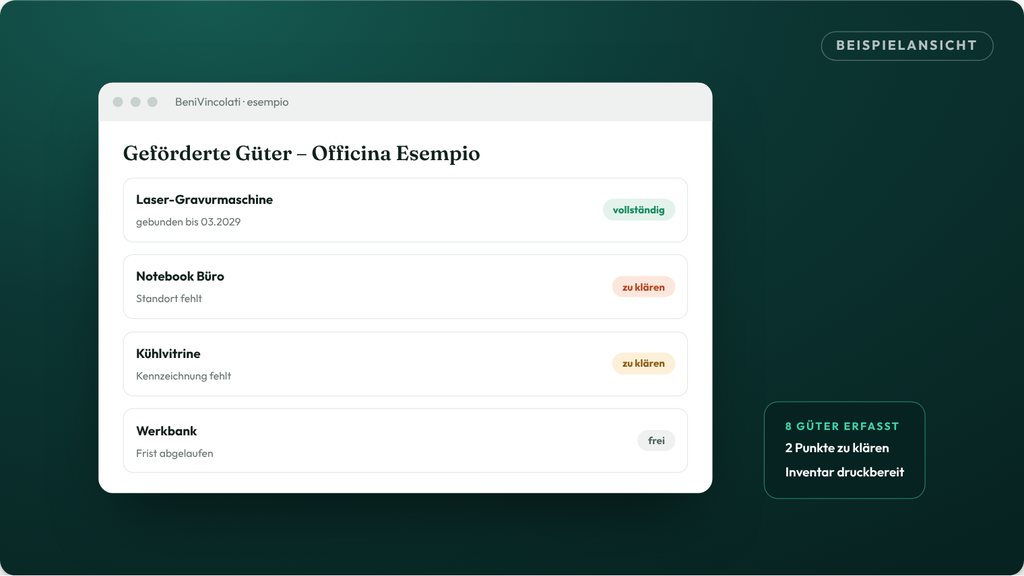 BEISPIELANSICHT
BeniVincolati · esempio
Geförderte Güter – Officina Esempio
Laser-Gravurmaschine
gebunden bis 03.2029
vollständig
Notebook Büro
Standort fehlt
zu klären
Kühlvitrine
Kennzeichnung fehlt
zu klären
Werkbank
Frist abgelaufen
frei
8 GÜTER ERFASST
2 Punkte zu klären
Inventar druckbereit